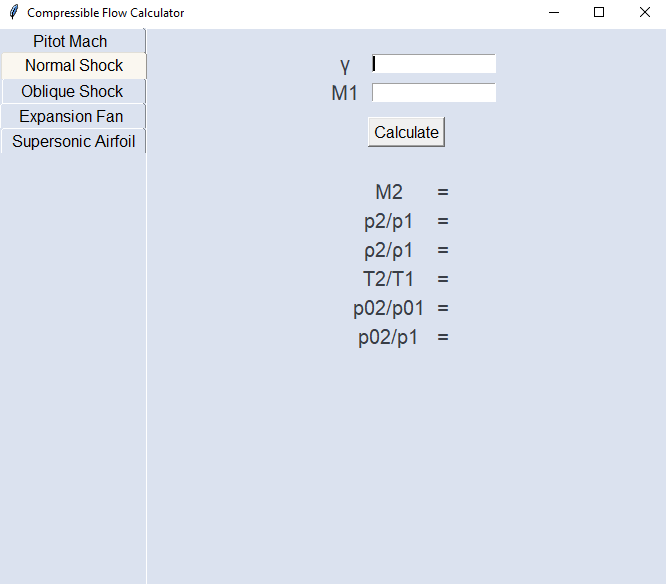 Compressible Flow Calculator
Pitot Mach
Normal Shock
Oblique Shock
Expansion Fan
Supersonic Airfoil
γ
M1
Calculate
M2 =
p2/p1 =
ρ2/ρ1 =
T2/T1 =
p02/p01 =
p02/p1 =